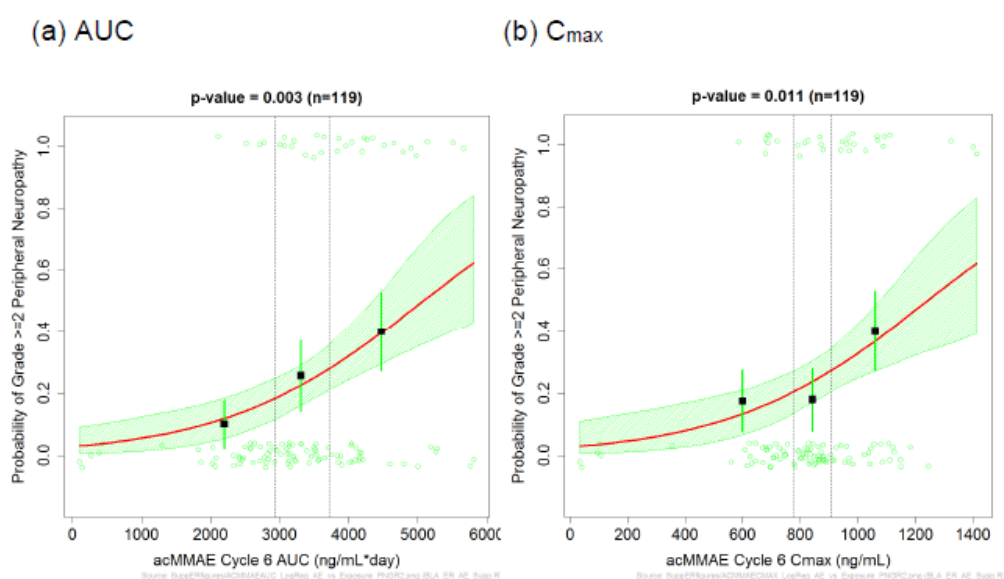 (a) AUC
(b) Cmax
p-value = 0.003 (n=119)
p-value = 0.011 (n=119)
Probability of Grade >=2 Peripheral Neuropathy
0.0 0.2 0.4 0.6 0.8 1.0
0 1000 2000 3000 4000 5000 6000
acMMAE Cycle 6 AUC (ng/mL*day)
Probability of Grade >=2 Peripheral Neuropathy
0.0 0.2 0.4 0.6 0.8 1.0
0 200 400 600 800 1000 1200 1400
acMMAE Cycle 6 Cmax (ng/mL)